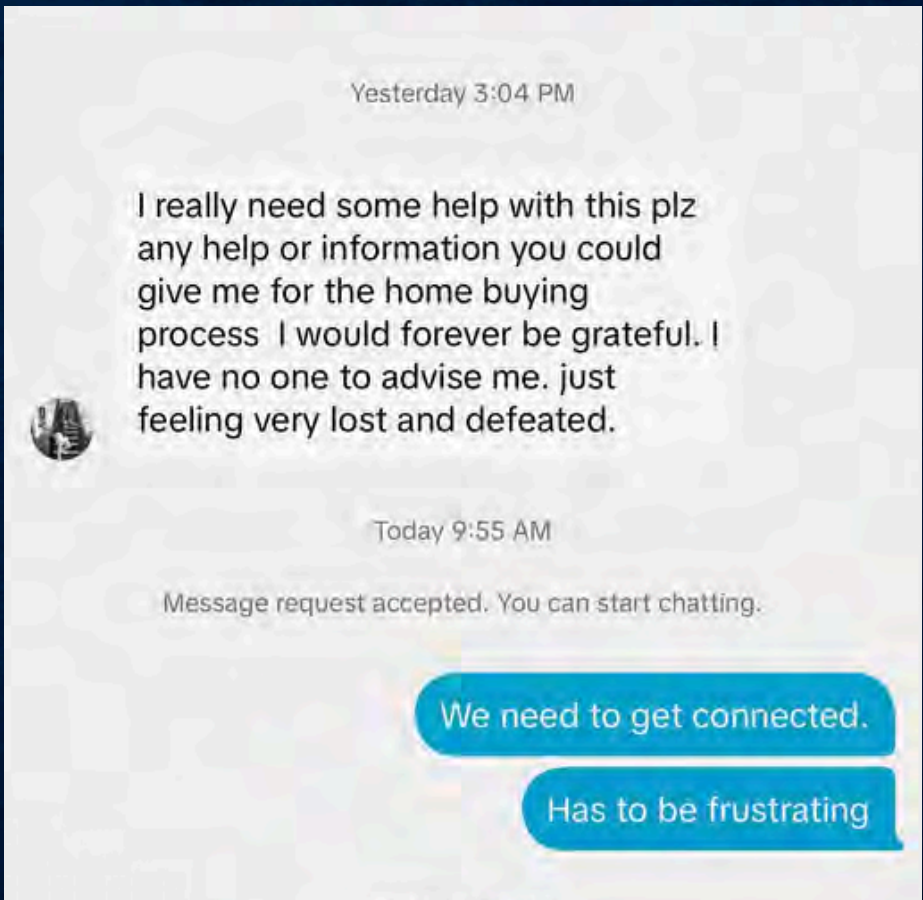 Yesterday 3:04 PM
I really need some help with this plz
any help or information you could
give me for the home buying
process  I would forever be grateful. I
have no one to advise me. just
feeling very lost and defeated.
Today 9:55 AM
Message request accepted. You can start chatting.
We need to get connected.
Has to be frustrating